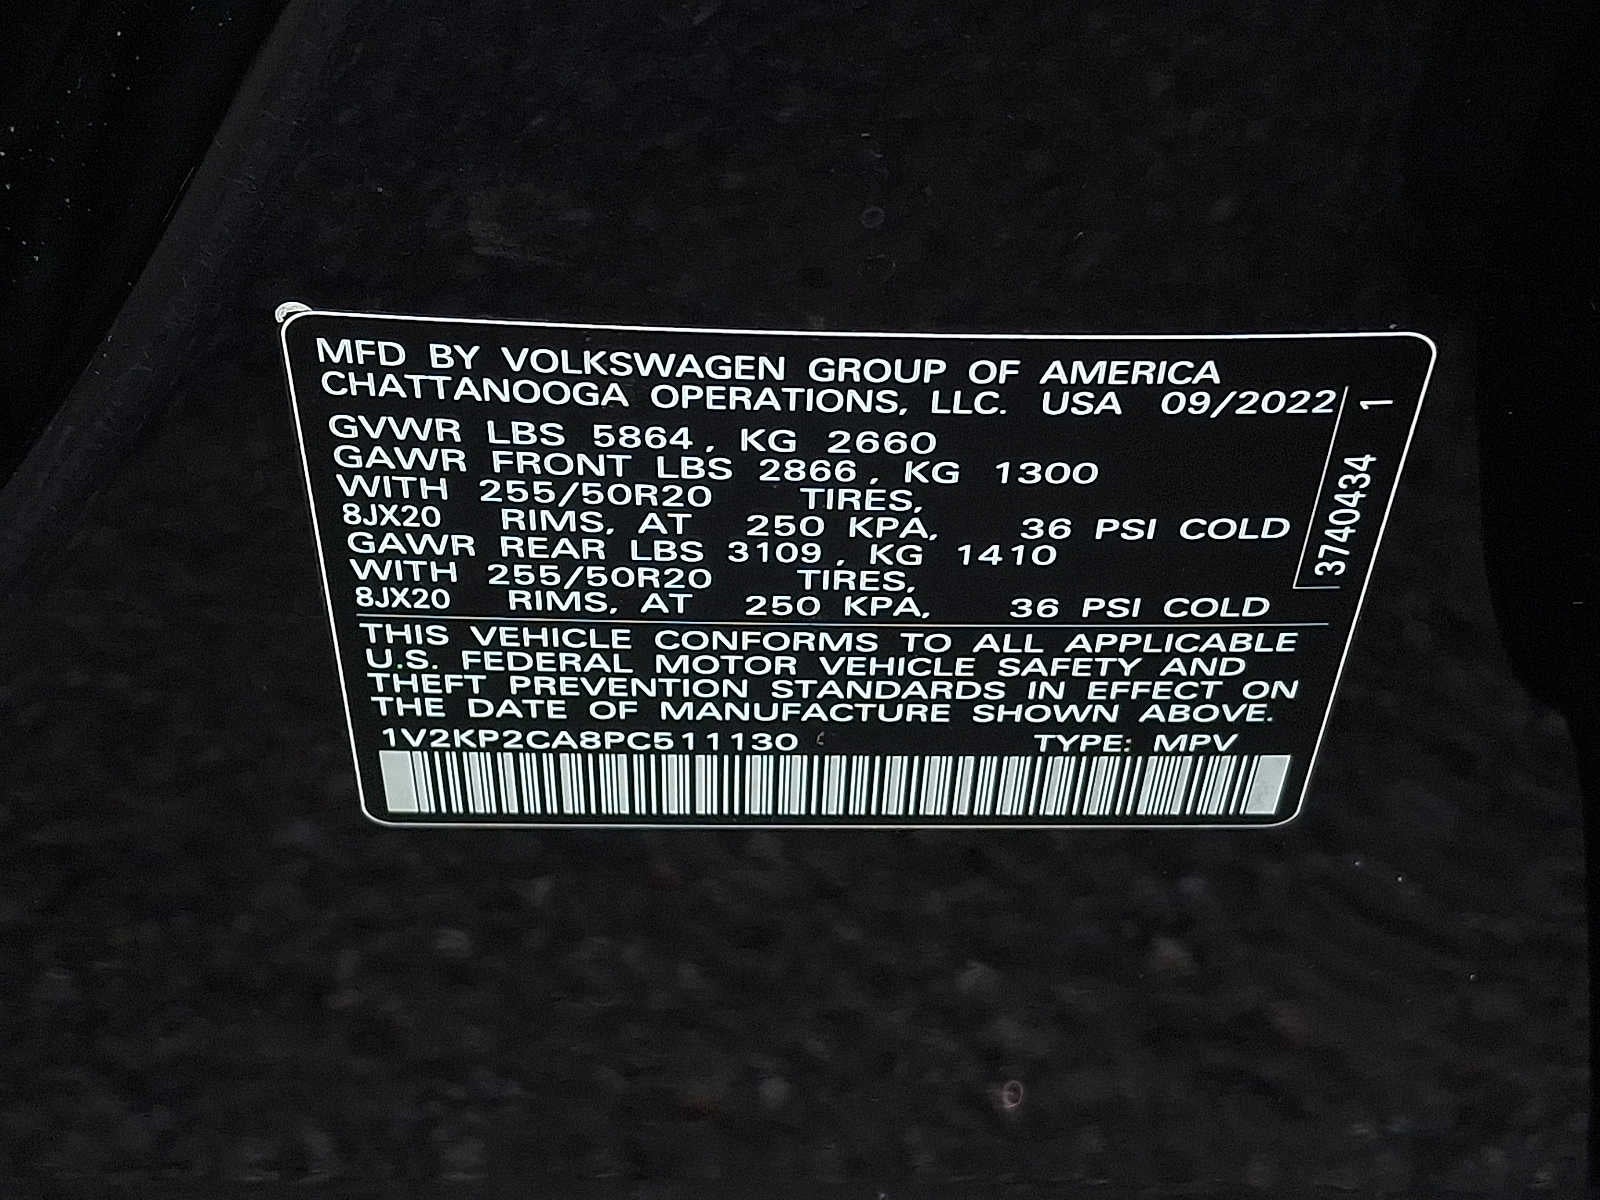 MFD BY VOLKSWAGEN GROUP OF AMERICA
CHATTANOOGA OPERATIONS, LLC. USA 09/2022
GVWR LBS 5864, KG 2660
GAWR FRONT LBS 2866, KG 1300
WITH 255/50R20 TIRES,
8JX20 RIMS, AT 250 KPA, 36 PSI COLD
GAWR REAR LBS 3109, KG 1410
WITH 255/50R20 TIRES,
8JX20 RIMS, AT 250 KPA, 36 PSI COLD
THIS VEHICLE CONFORMS TO ALL APPLICABLE
U.S. FEDERAL MOTOR VEHICLE SAFETY AND
THEFT PREVENTION STANDARDS IN EFFECT ON
THE DATE OF MANUFACTURE SHOWN ABOVE.
1V2KP2CA8PC511130 TYPE: MPV
3740434 1